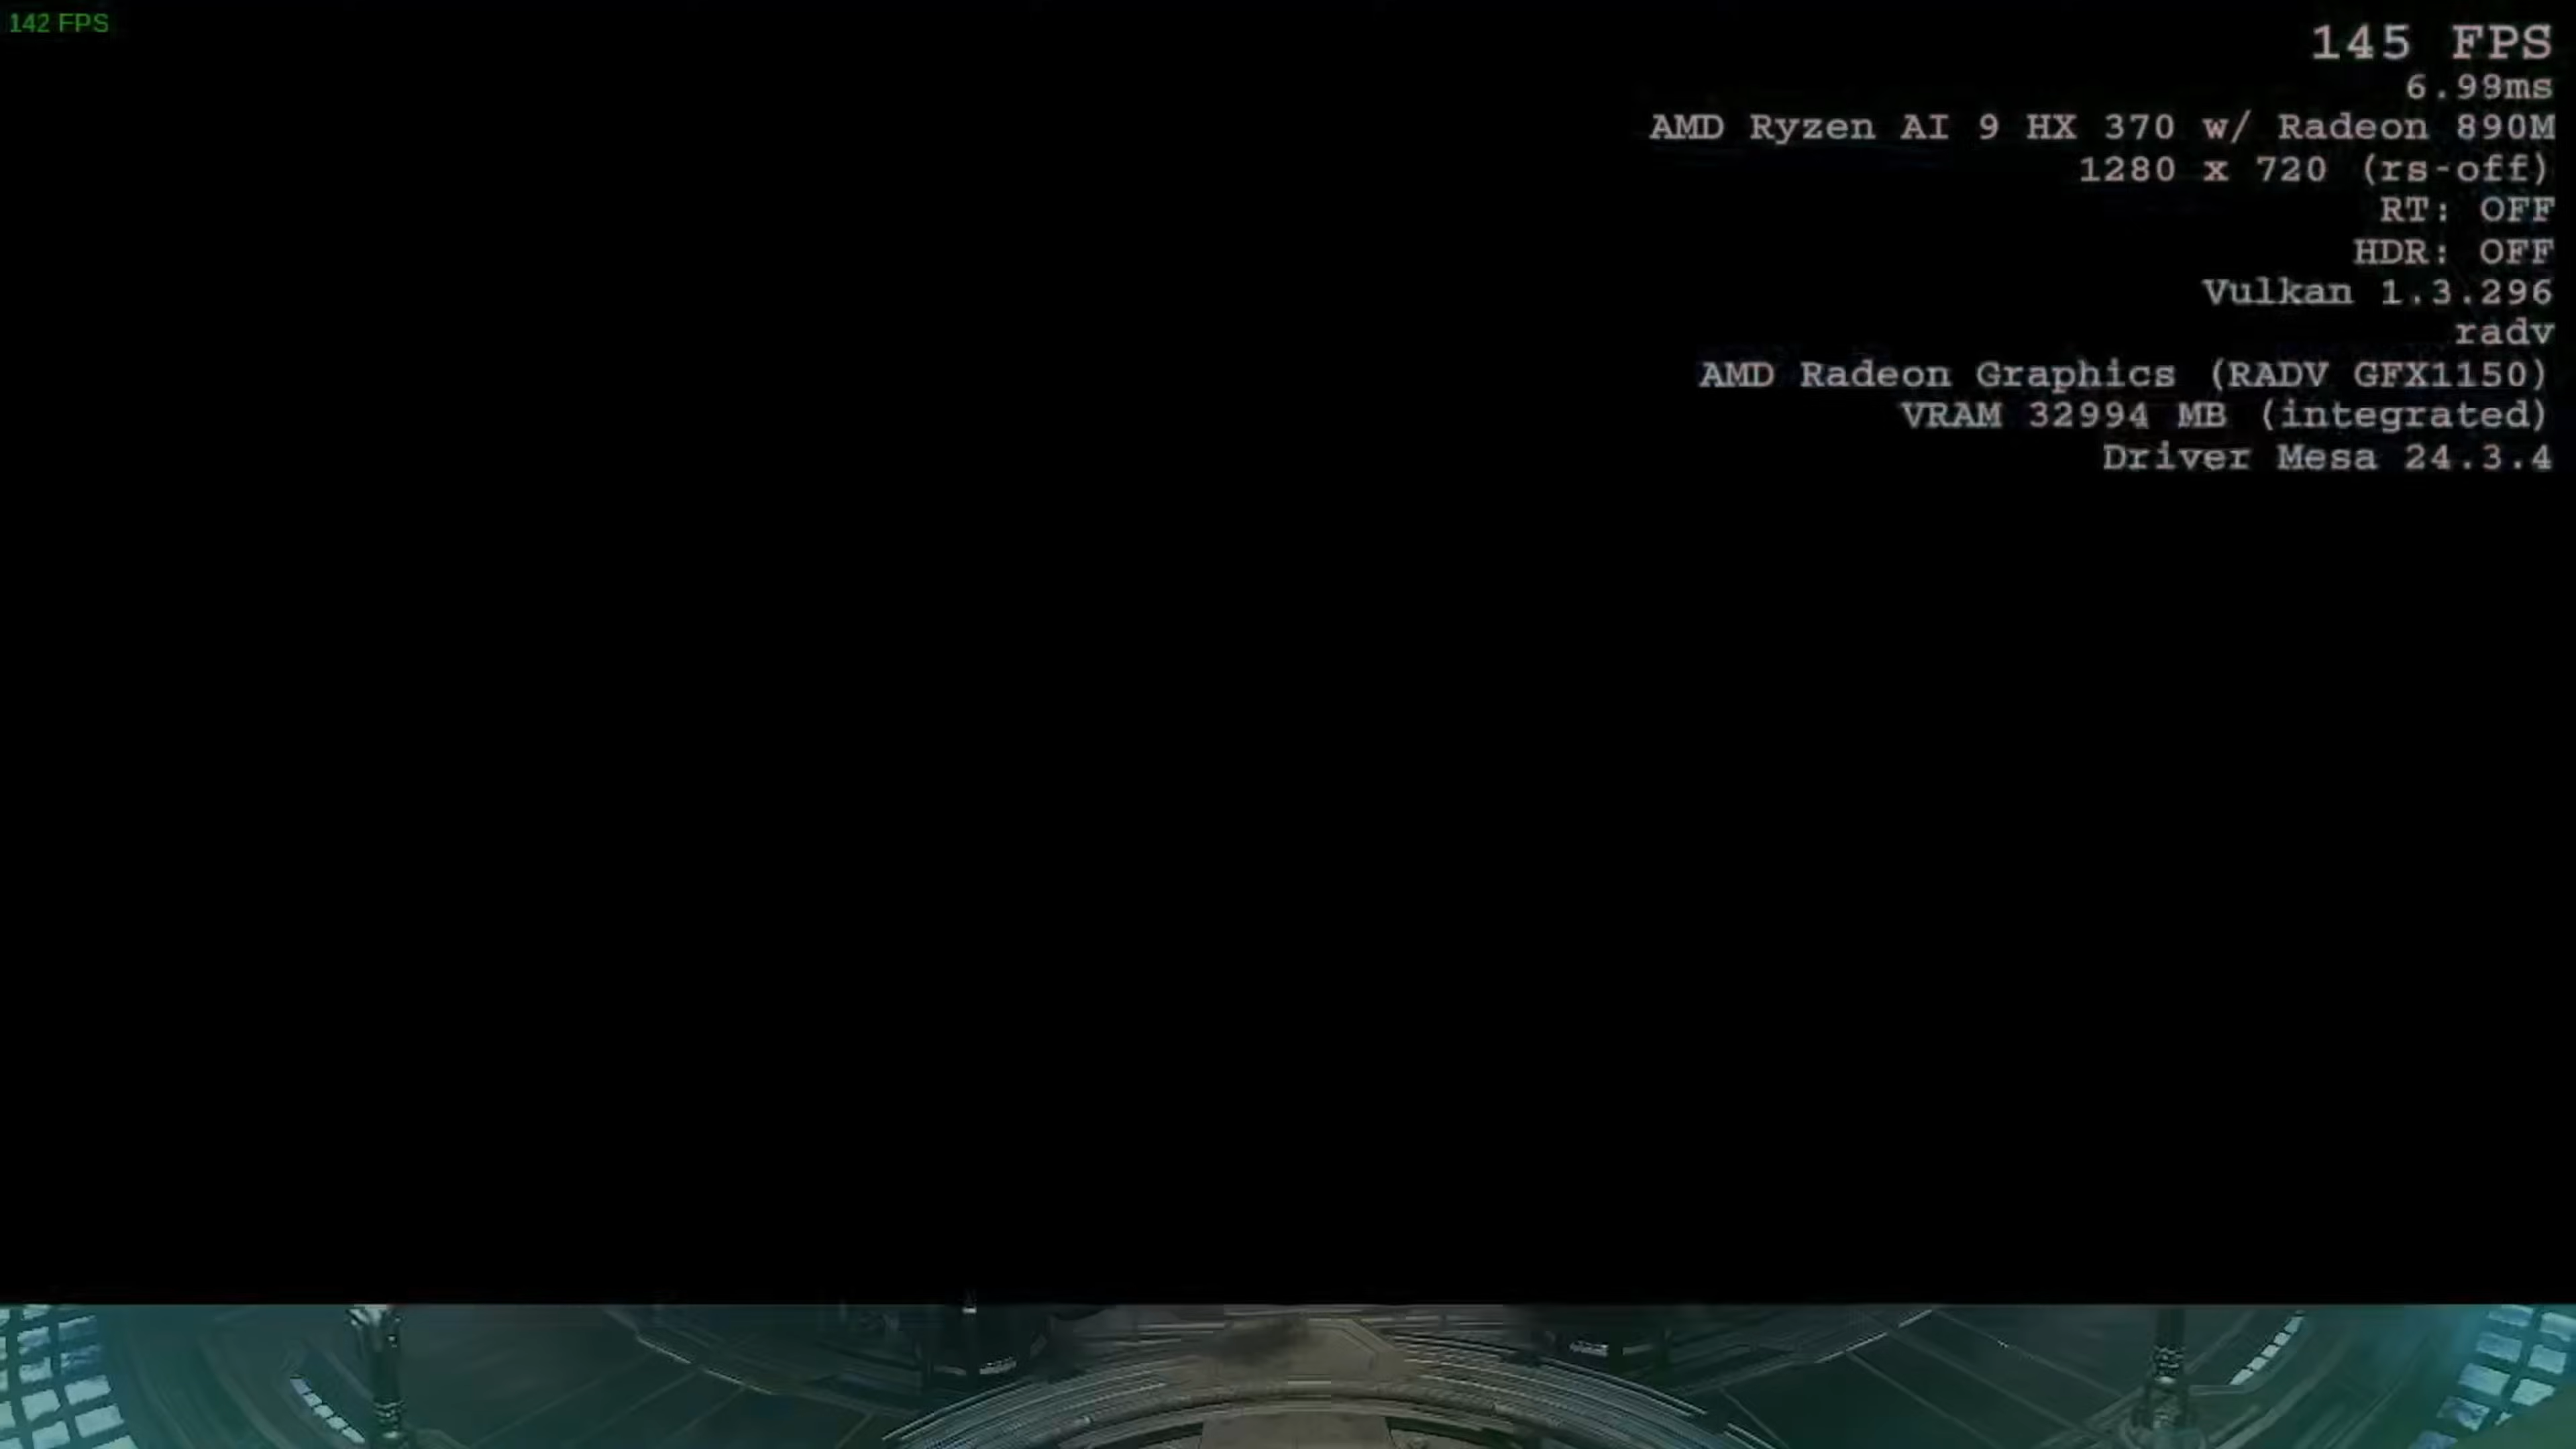 142 FPS
145 FPS
6.98ms
AMD Ryzen AI 9 HX 370 w/ Radeon 890M
1280 x 720 (rs-off)
RT: OFF
HDR: OFF
Vulkan 1.3.296
radv
AMD Radeon Graphics (RADV GFX1150)
VRAM 32994 MB (integrated)
Driver Mesa 24.3.4